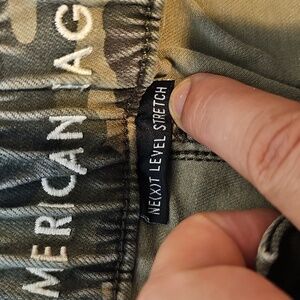 MERICAN EAG
NE(X)T LEVEL STRETCH